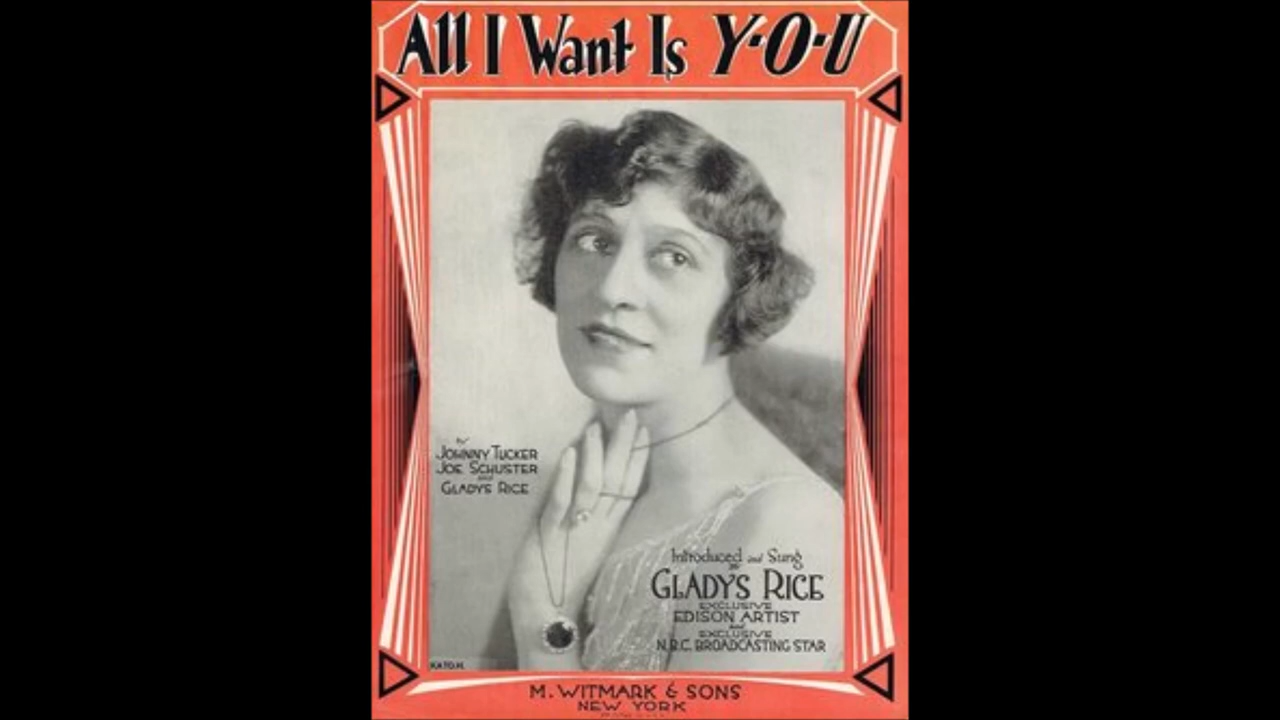 All I Want Is Y-O-U
by
JOHNNY TUCKER
JOE SCHUSTER
and
GLADYS RICE
Introduced and Sung
by
GLADYS RICE
EXCLUSIVE
EDISON ARTIST
and
EXCLUSIVE
N.B.C. BROADCASTING STAR
M. WITMARK & SONS
NEW YORK